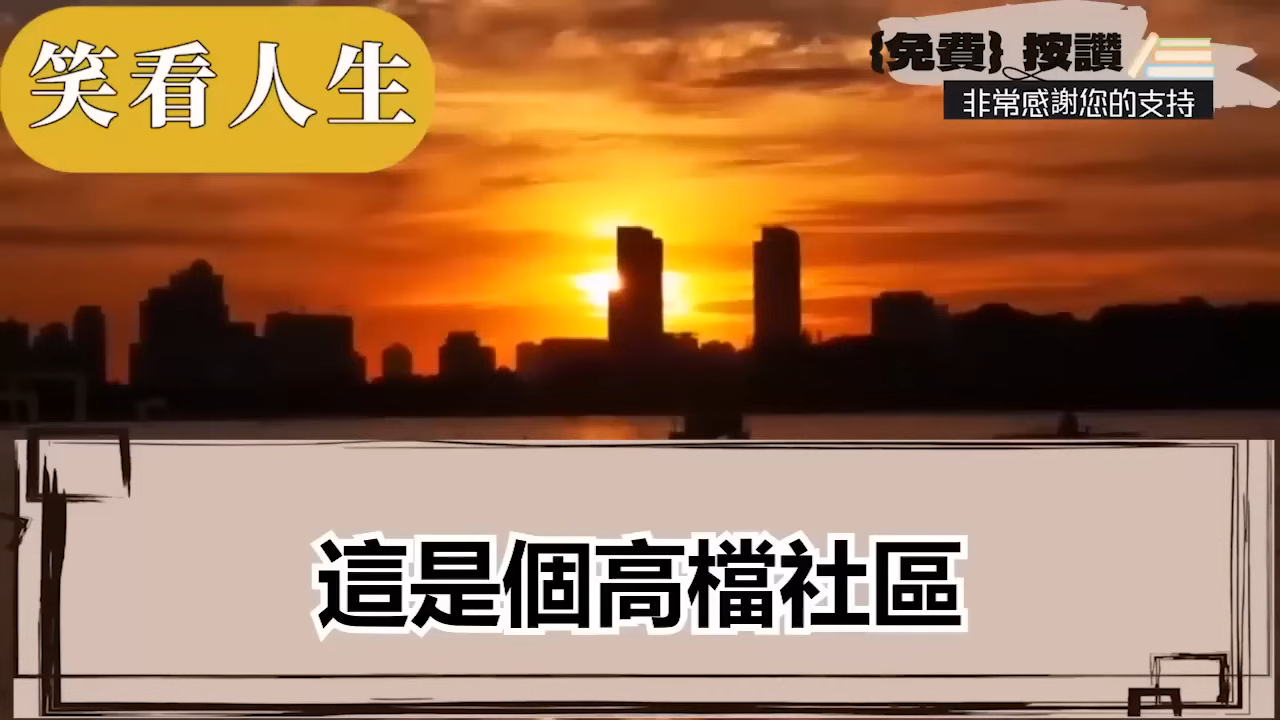 笑看人生
{免費} 按讚
非常感謝您的支持
這是個高檔社區